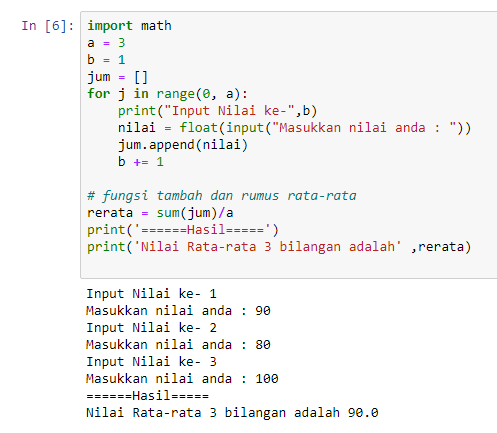 In [6]: import math
a = 3
b = 1
jum = []
for j in range(0, a):
    print("Input Nilai ke-",b)
    nilai = float(input("Masukkan nilai anda : "))
    jum.append(nilai)
    b += 1

# fungsi tambah dan rumus rata-rata
rerata = sum(jum)/a
print('======Hasil=====')
print('Nilai Rata-rata 3 bilangan adalah' ,rerata)

Input Nilai ke- 1
Masukkan nilai anda : 90
Input Nilai ke- 2
Masukkan nilai anda : 80
Input Nilai ke- 3
Masukkan nilai anda : 100
======Hasil=====
Nilai Rata-rata 3 bilangan adalah 90.0